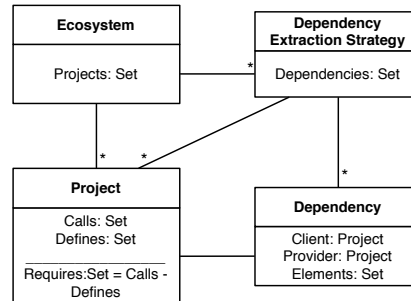 Ecosystem
Projects: Set
*
Dependency
Extraction Strategy
Dependencies: Set
*
*
*
Project
Calls: Set
Defines: Set
Requires:Set = Calls -
Defines
Dependency
Client: Project
Provider: Project
Elements: Set